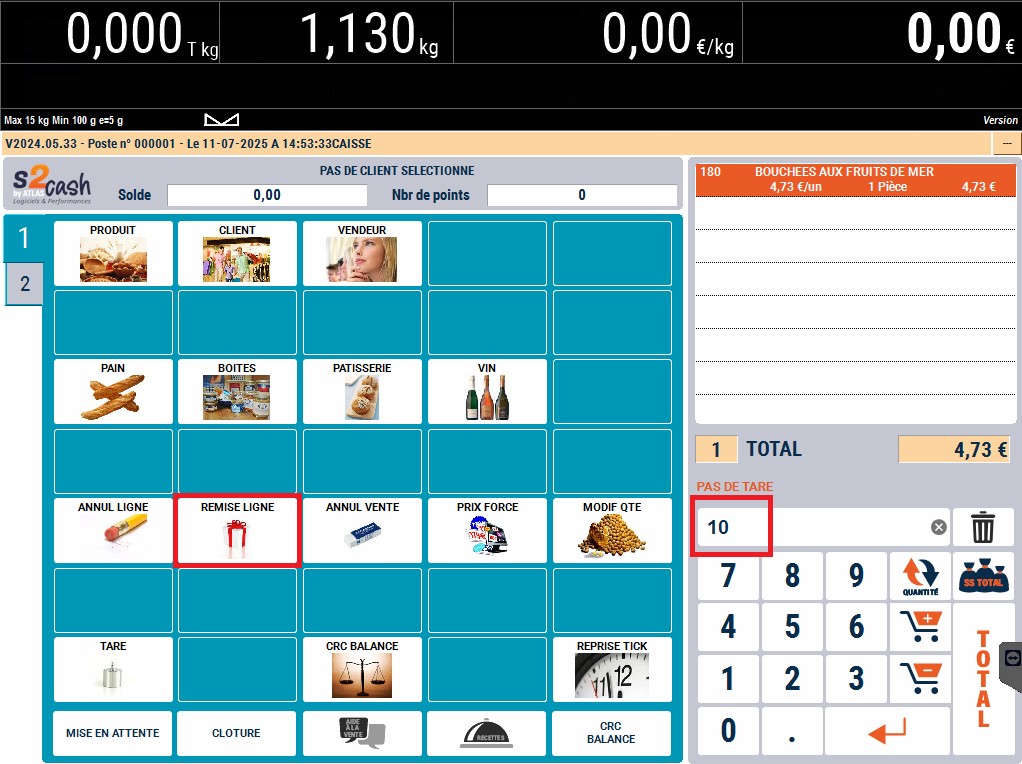 0,000 T kg 1,130 kg 0,00 €/kg 0,00 €
Max 15 kg Min 100 g e=5 g Version
V2024.05.33 - Poste n° 000001 - Le 11-07-2025 A 14:53:33CAISSE ...
s2cash
by ATLAS
Logiciels & Performances
PAS DE CLIENT SELECTIONNE
Solde 0,00 Nbr de points 0
180 BOUCHEES AUX FRUITS DE MER
4,73 €/un 1 Pièce 4,73 €
1
2
PRODUIT CLIENT VENDEUR
PAIN BOITES PATISSERIE VIN
ANNUL LIGNE REMISE LIGNE ANNUL VENTE PRIX FORCE MODIF QTE
TARE CRC BALANCE REPRISE TICK
12
MISE EN ATTENTE CLOTURE AIDE À LA VENTE RECETTES CRC BALANCE
1 TOTAL 4,73 €
PAS DE TARE
10
7 8 9 QUANTITÉ SS TOTAL
4 5 6
1 2 3
0 .
TOTAL